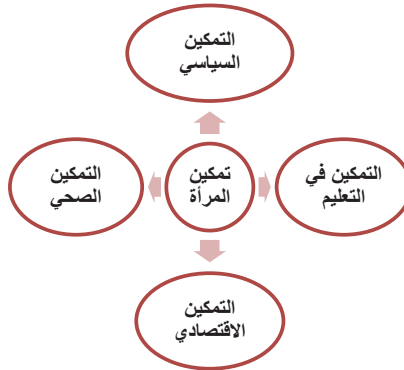 التمكين
السياسي
التمكين في
التعليم
تمكين
المرأة
التمكين
الصحي
التمكين
الاقتصادي